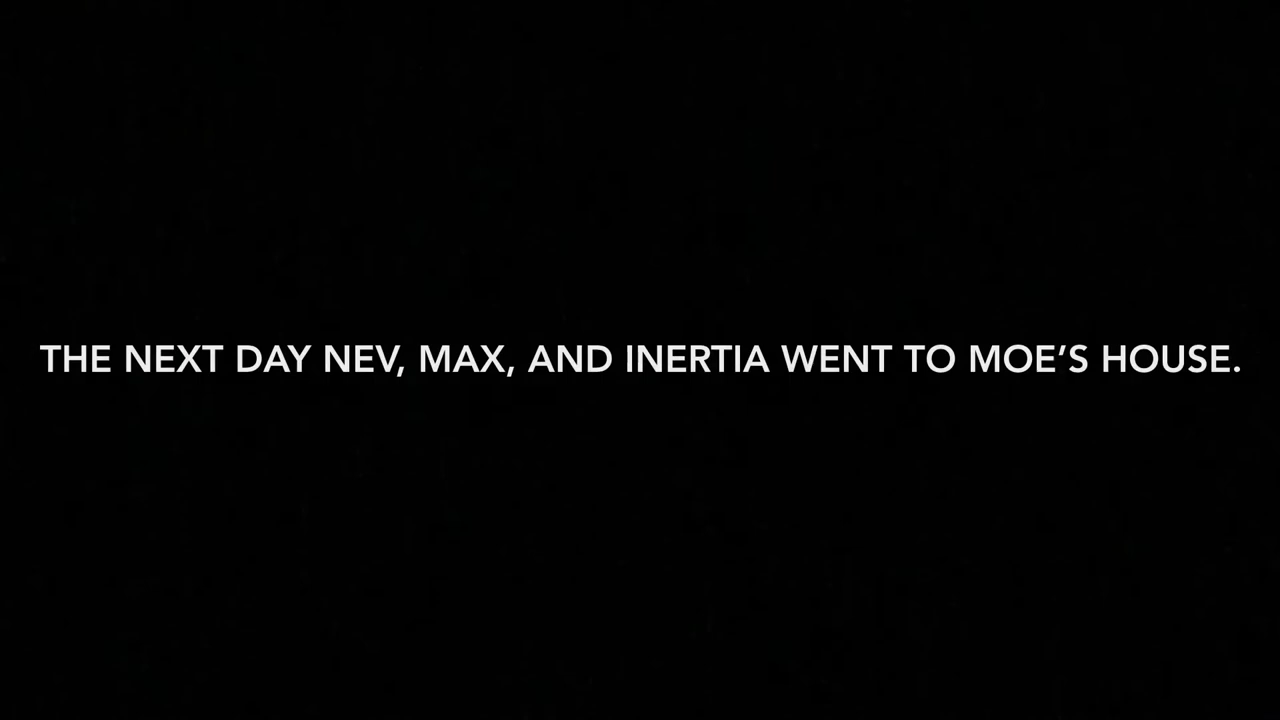 THE NEXT DAY NEV, MAX, AND INERTIA WENT TO MOE’S HOUSE.